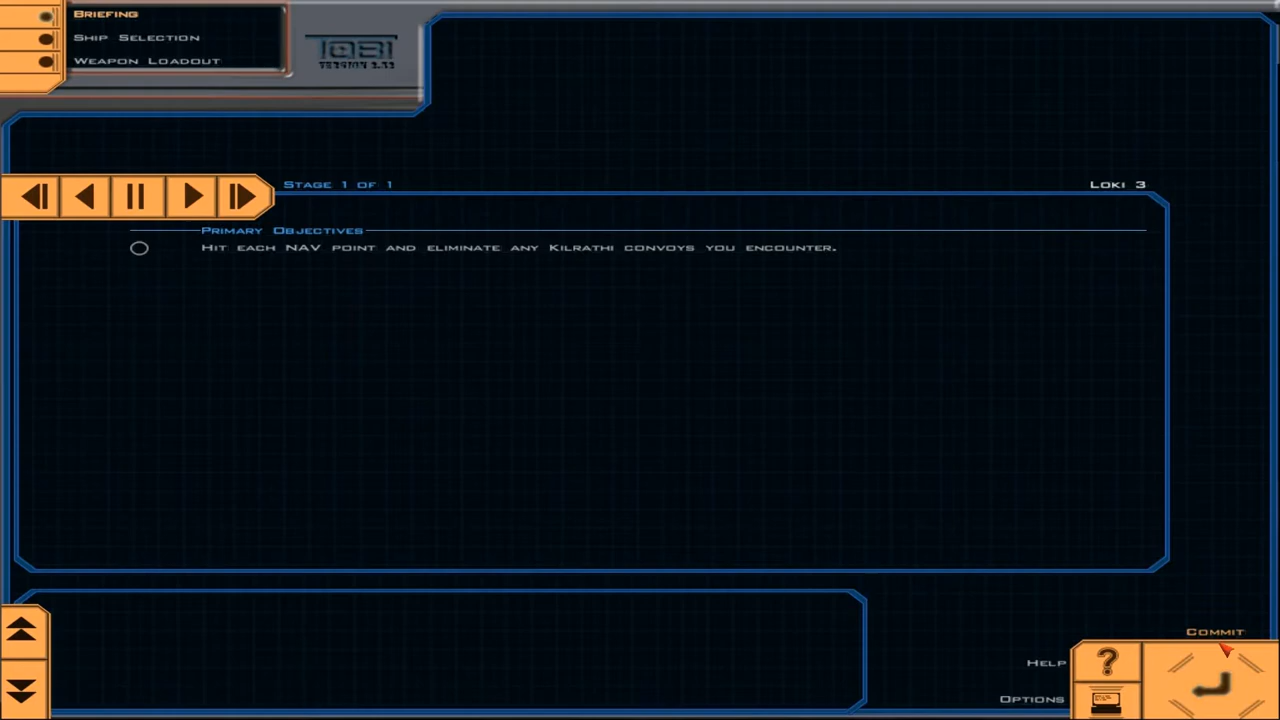 Briefing
Ship Selection
Weapon Loadout
Stage 1 of 1
Loki 3
Primary Objectives
Hit each NAV point and eliminate any Kilrathi convoys you encounter.
Commit
Help
?
Options